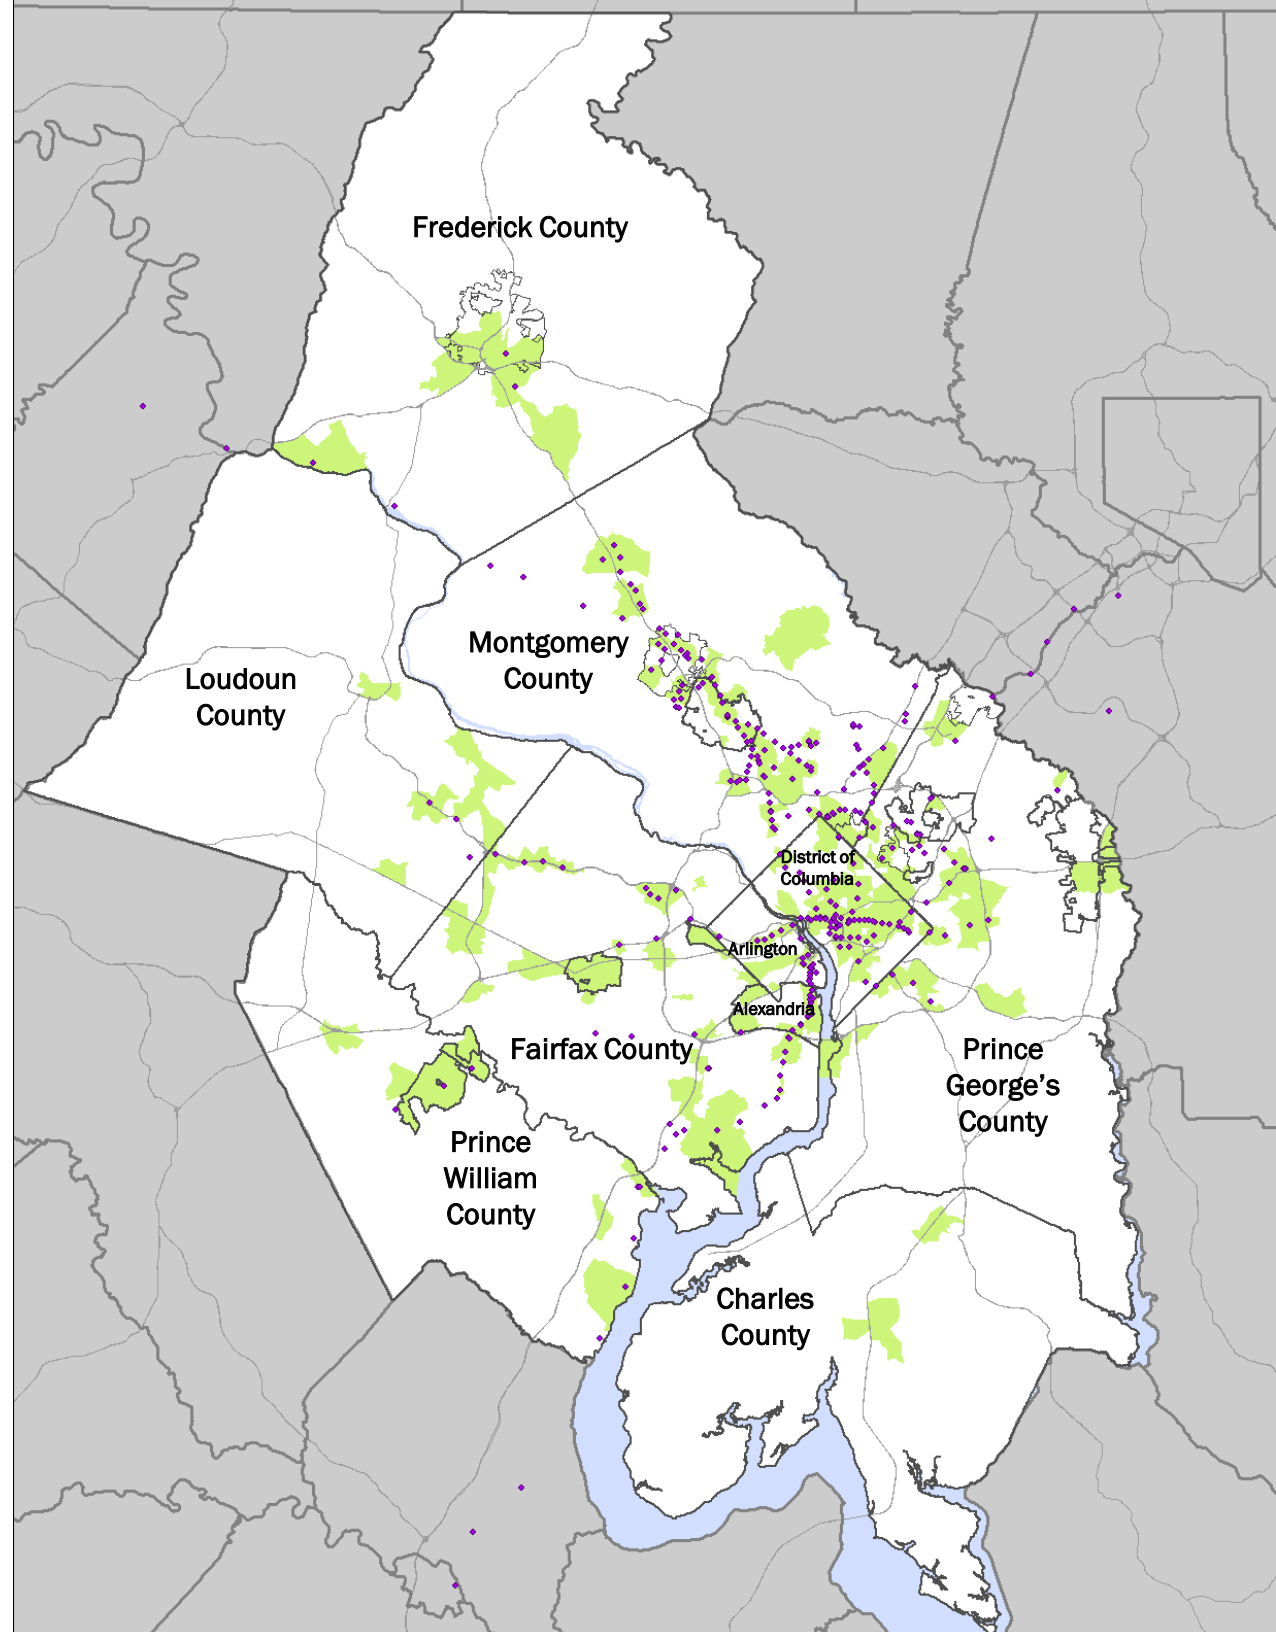 Frederick County
Montgomery
County
Loudoun
County
District of
Columbia
Arlington
Alexandria
Fairfax County
Prince
George's
County
Prince
William
County
Charles
County